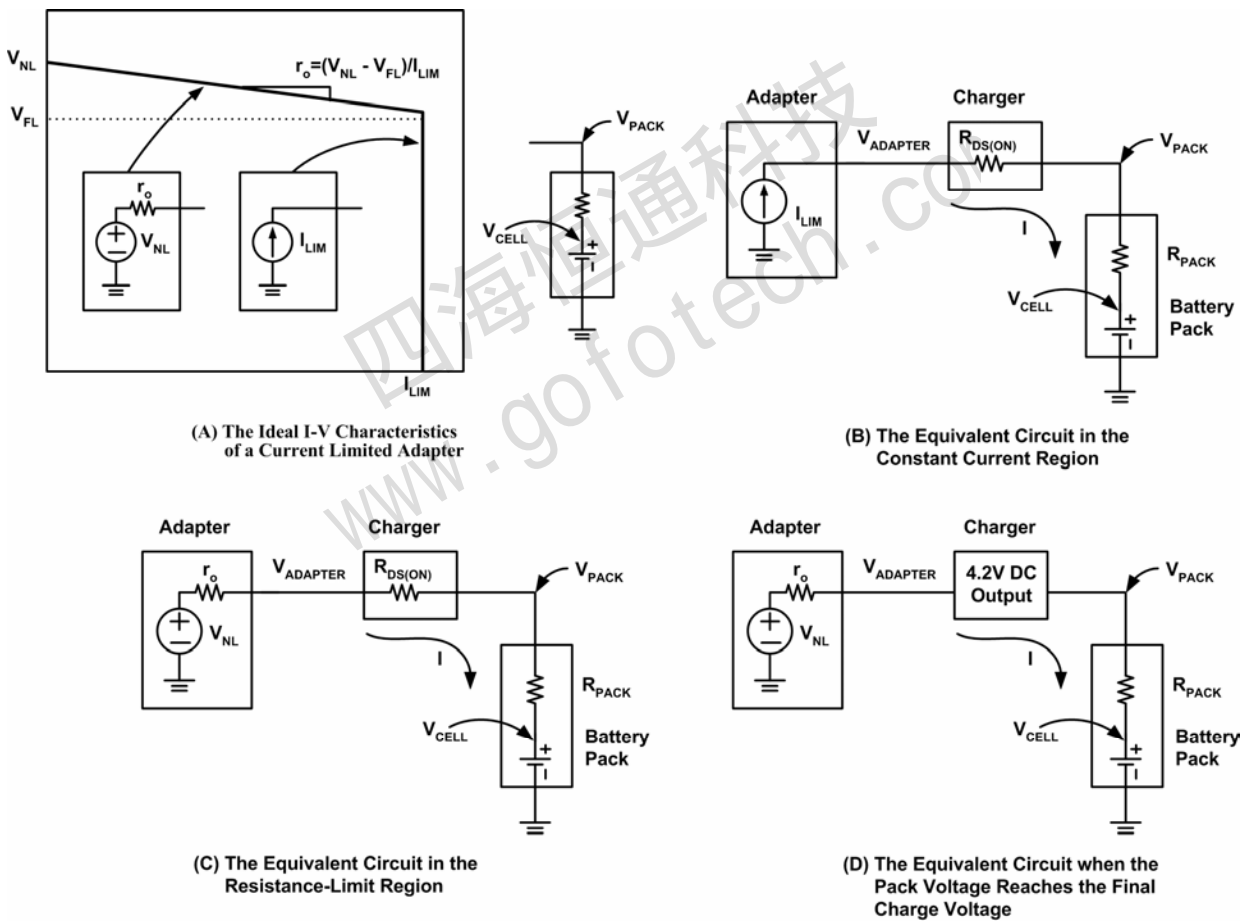 V_NL
r_o=(V_NL - V_FL)/I_LIM
V_FL
r_o
V_NL
I_LIM
I_LIM
(A) The Ideal I-V Characteristics
of a Current Limited Adapter
V_PACK
V_CELL
+
Adapter
Charger
V_ADAPTER
R_DS(ON)
V_PACK
I_LIM
I
R_PACK
V_CELL
+
Battery
Pack
(B) The Equivalent Circuit in the
Constant Current Region
四海恒通科技
www.gofotech.com
Adapter
Charger
r_o
V_ADAPTER
R_DS(ON)
V_PACK
V_NL
I
R_PACK
V_CELL
+
Battery
Pack
(C) The Equivalent Circuit in the
Resistance-Limit Region
Adapter
Charger
r_o
V_ADAPTER
4.2V DC
Output
V_PACK
V_NL
I
R_PACK
V_CELL
+
Battery
Pack
(D) The Equivalent Circuit when the
Pack Voltage Reaches the Final
Charge Voltage